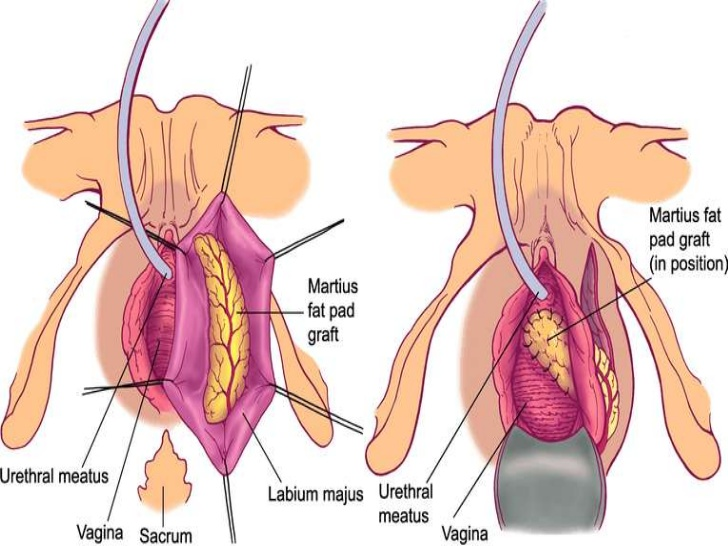 Martius
fat pad
graft
Urethral meatus
Vagina
Sacrum
Labium majus
Martius fat
pad graft
(in position)
Urethral
meatus
Vagina